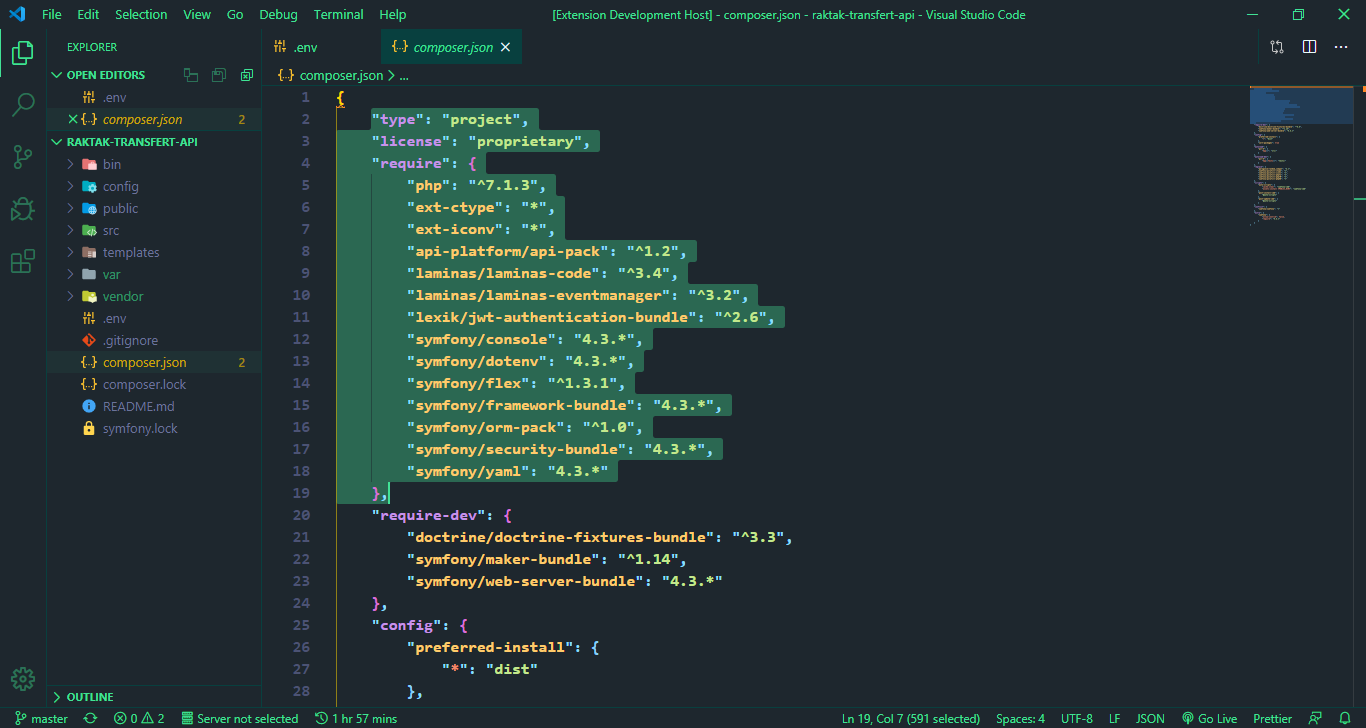 File Edit Selection View Go Debug Terminal Help
[Extension Development Host] - composer.json - raktak-transfert-api - Visual Studio Code
EXPLORER
OPEN EDITORS
.env
composer.json 2
RAKTAK-TRANSFERT-API
bin
config
public
src
templates
var
vendor
.env
.gitignore
composer.json 2
composer.lock
README.md
symfony.lock
OUTLINE
.env
{..} composer.json
{..} composer.json > ...
1 {
2 "type": "project",
3 "license": "proprietary",
4 "require": {
5 "php": "^7.1.3",
6 "ext-ctype": "*",
7 "ext-iconv": "*",
8 "api-platform/api-pack": "^1.2",
9 "laminas/laminas-code": "^3.4",
10 "laminas/laminas-eventmanager": "^3.2",
11 "lexik/jwt-authentication-bundle": "^2.6",
12 "symfony/console": "4.3.*",
13 "symfony/dotenv": "4.3.*",
14 "symfony/flex": "^1.3.1",
15 "symfony/framework-bundle": "4.3.*",
16 "symfony/orm-pack": "^1.0",
17 "symfony/security-bundle": "4.3.*",
18 "symfony/yaml": "4.3.*"
19 },
20 "require-dev": {
21 "doctrine/doctrine-fixtures-bundle": "^3.3",
22 "symfony/maker-bundle": "^1.14",
23 "symfony/web-server-bundle": "4.3.*"
24 },
25 "config": {
26 "preferred-install": {
27 "*": "dist"
28 },
master 0 2 Server not selected 1 hr 57 mins Ln 19, Col 7 (591 selected) Spaces: 4 UTF-8 LF JSON Go Live Prettier